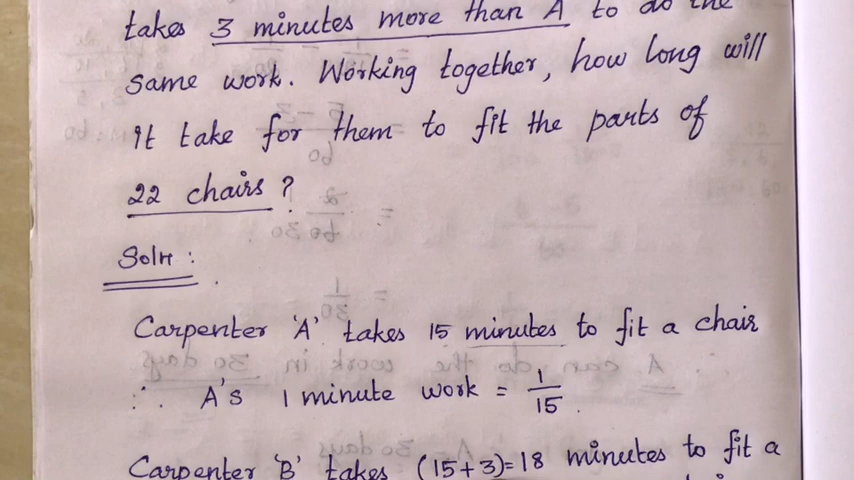 takes 3 minutes more than A to do the
same work. Working together, how long will
it take for them to fit the parts of
22 chairs ?
Soln :
Carpenter 'A' takes 15 minutes to fit a chair
∴ A's 1 minute work = 1/15.
Carpenter 'B' takes (15+3)=18 minutes to fit a